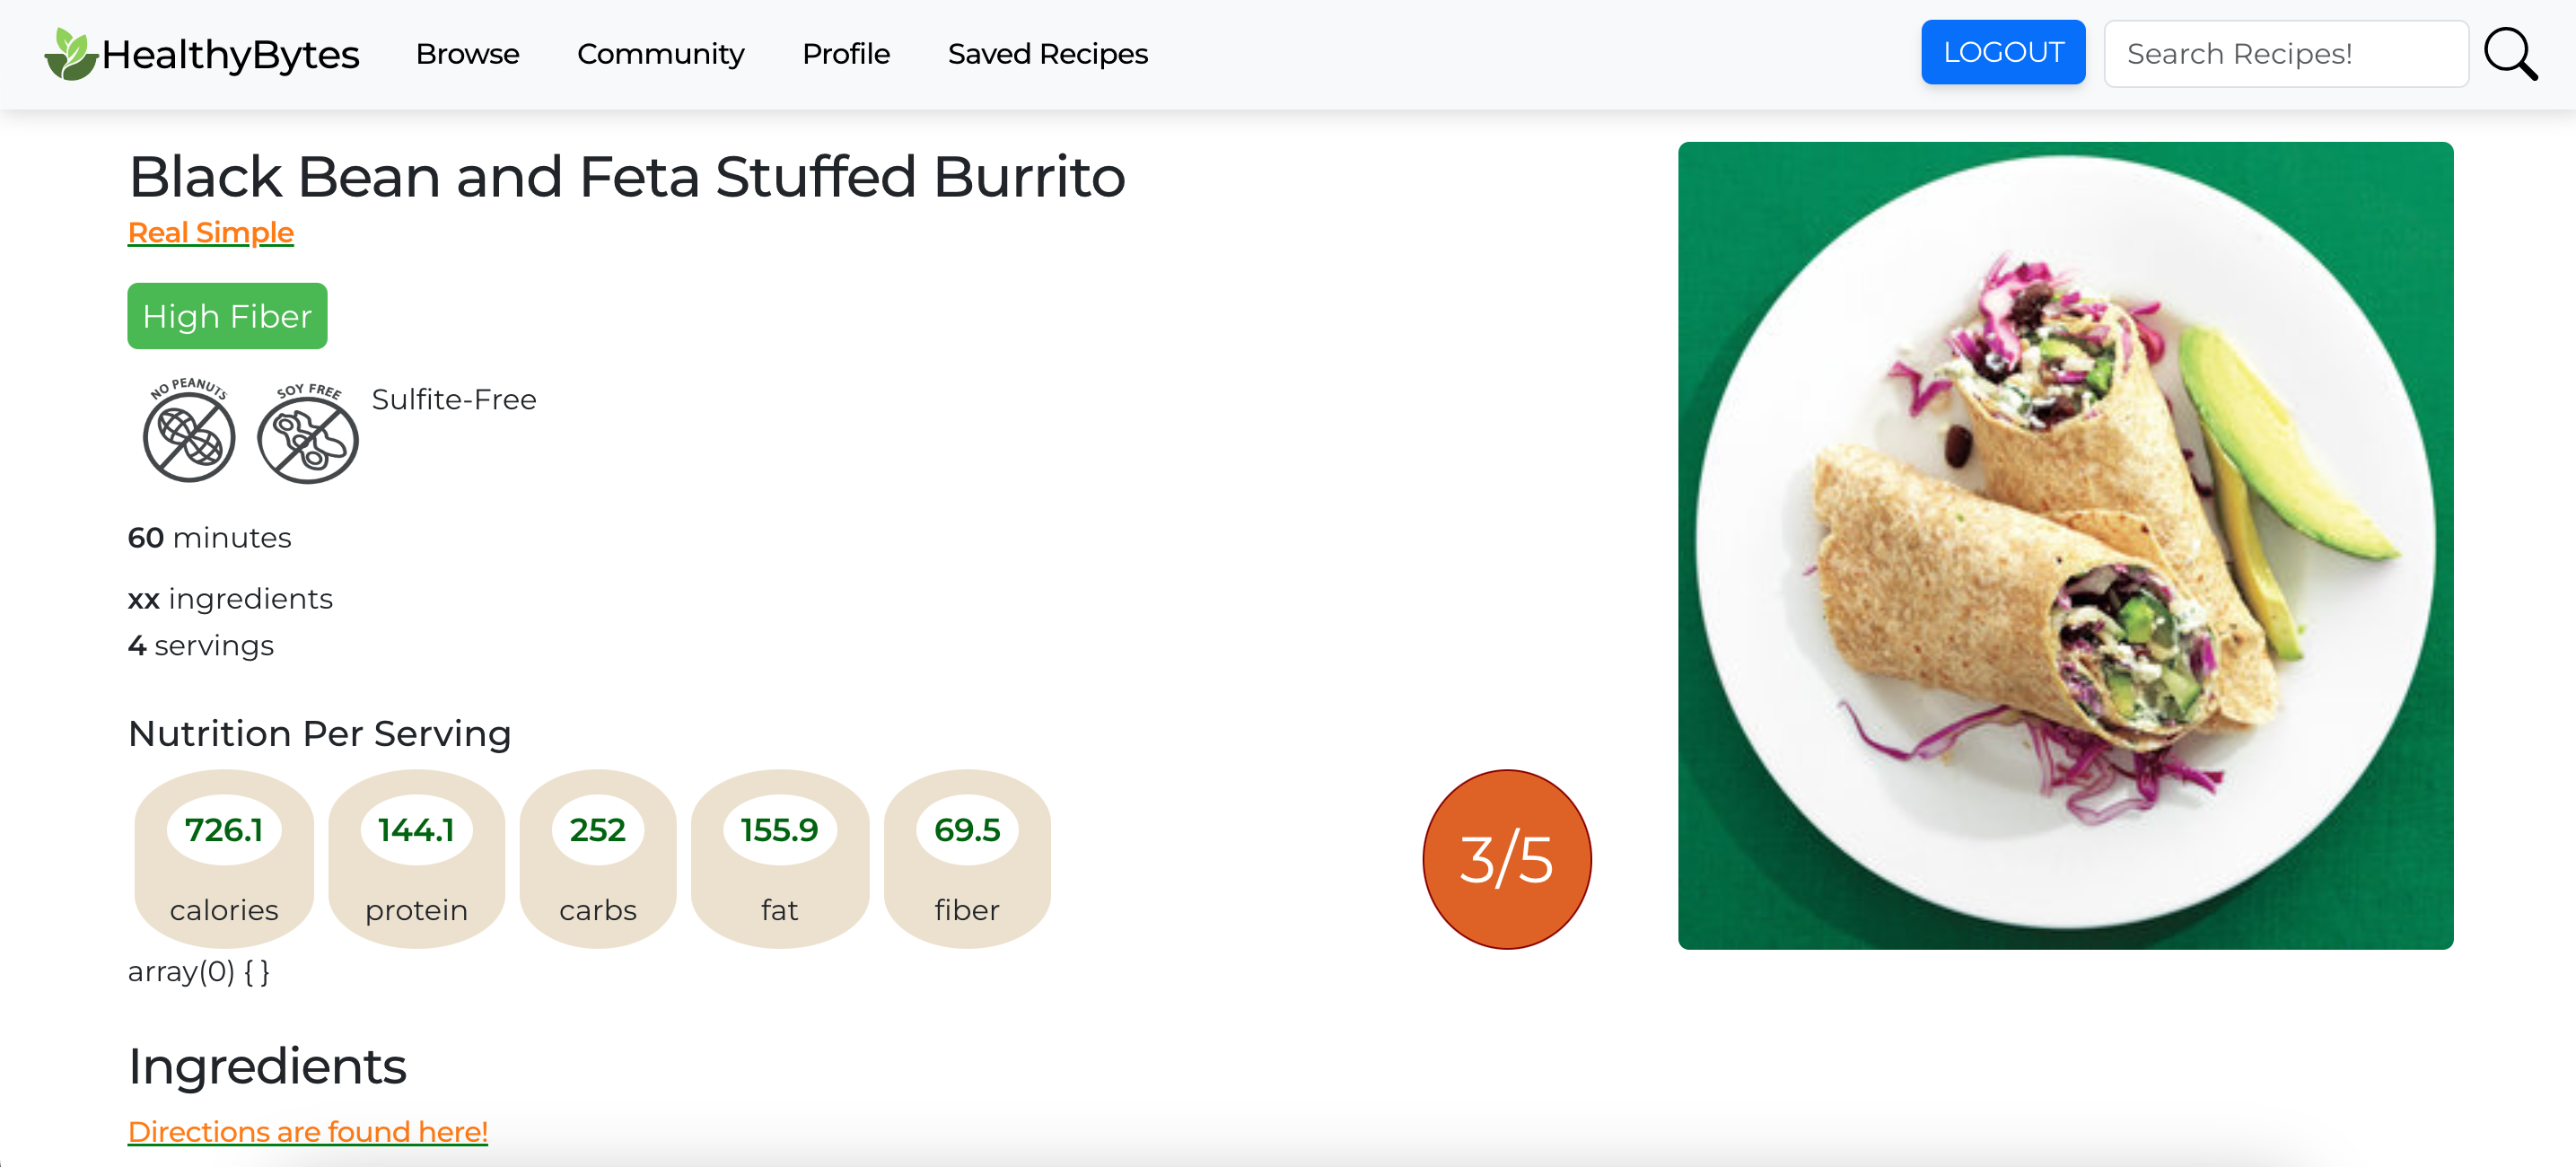 HealthyBytes Browse Community Profile Saved Recipes LOGOUT Search Recipes!
Black Bean and Feta Stuffed Burrito
Real Simple
High Fiber
NO PEANUTS SOY FREE Sulfite-Free
60 minutes
xx ingredients
4 servings
Nutrition Per Serving
726.1 144.1 252 155.9 69.5
calories protein carbs fat fiber
3/5
array(0) { }
Ingredients
Directions are found here!